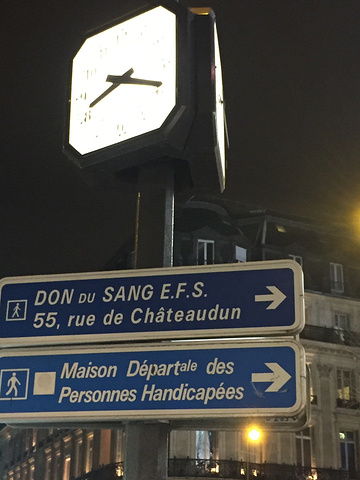 DON DU SANG E.F.S.
55, rue de Châteaudun
Maison Départale des
Personnes Handicapées